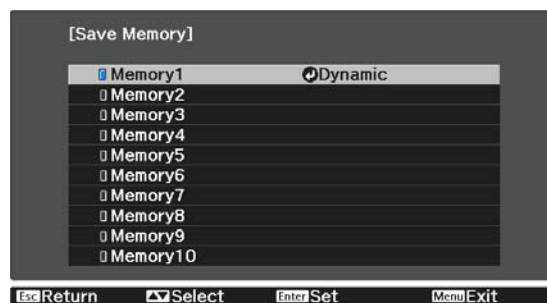 [Save Memory]
Memory1 Dynamic
Memory2
Memory3
Memory4
Memory5
Memory6
Memory7
Memory8
Memory9
Memory10
Esc Return Select Enter Set Menu Exit